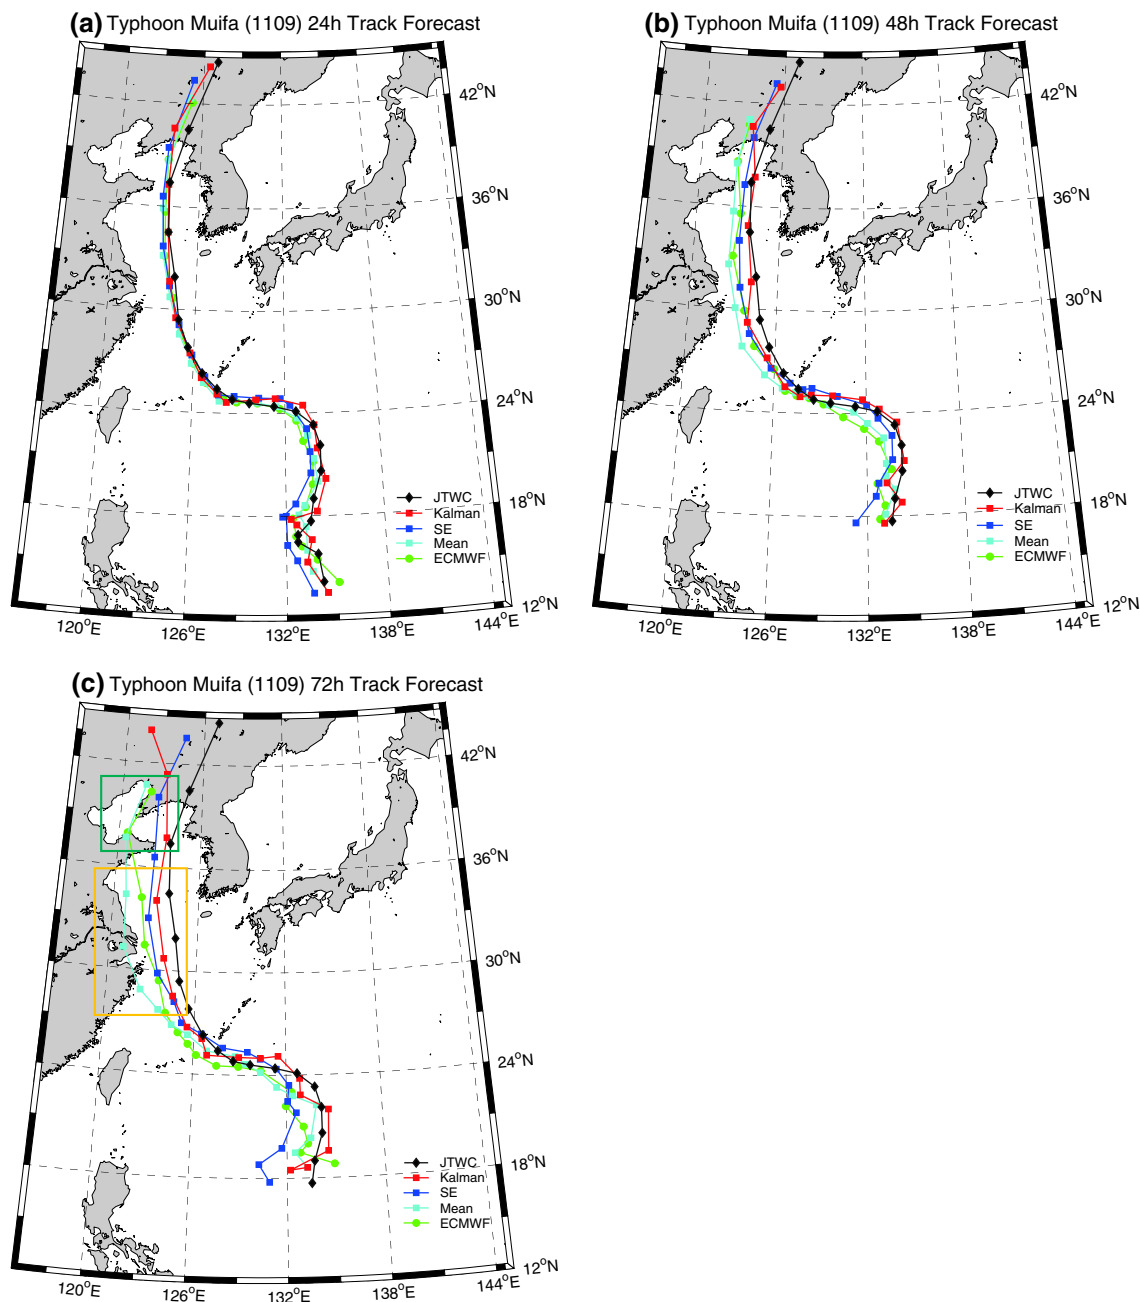 (a) Typhoon Muifa (1109) 24h Track Forecast
42°N
36°N
30°N
24°N
18°N
12°N
120°E
126°E
132°E
138°E
144°E
JTWC
Kalman
SE
Mean
ECMWF
(b) Typhoon Muifa (1109) 48h Track Forecast
42°N
36°N
30°N
24°N
18°N
12°N
120°E
126°E
132°E
138°E
144°E
JTWC
Kalman
SE
Mean
ECMWF
(c) Typhoon Muifa (1109) 72h Track Forecast
42°N
36°N
30°N
24°N
18°N
12°N
120°E
126°E
132°E
138°E
144°E
JTWC
Kalman
SE
Mean
ECMWF